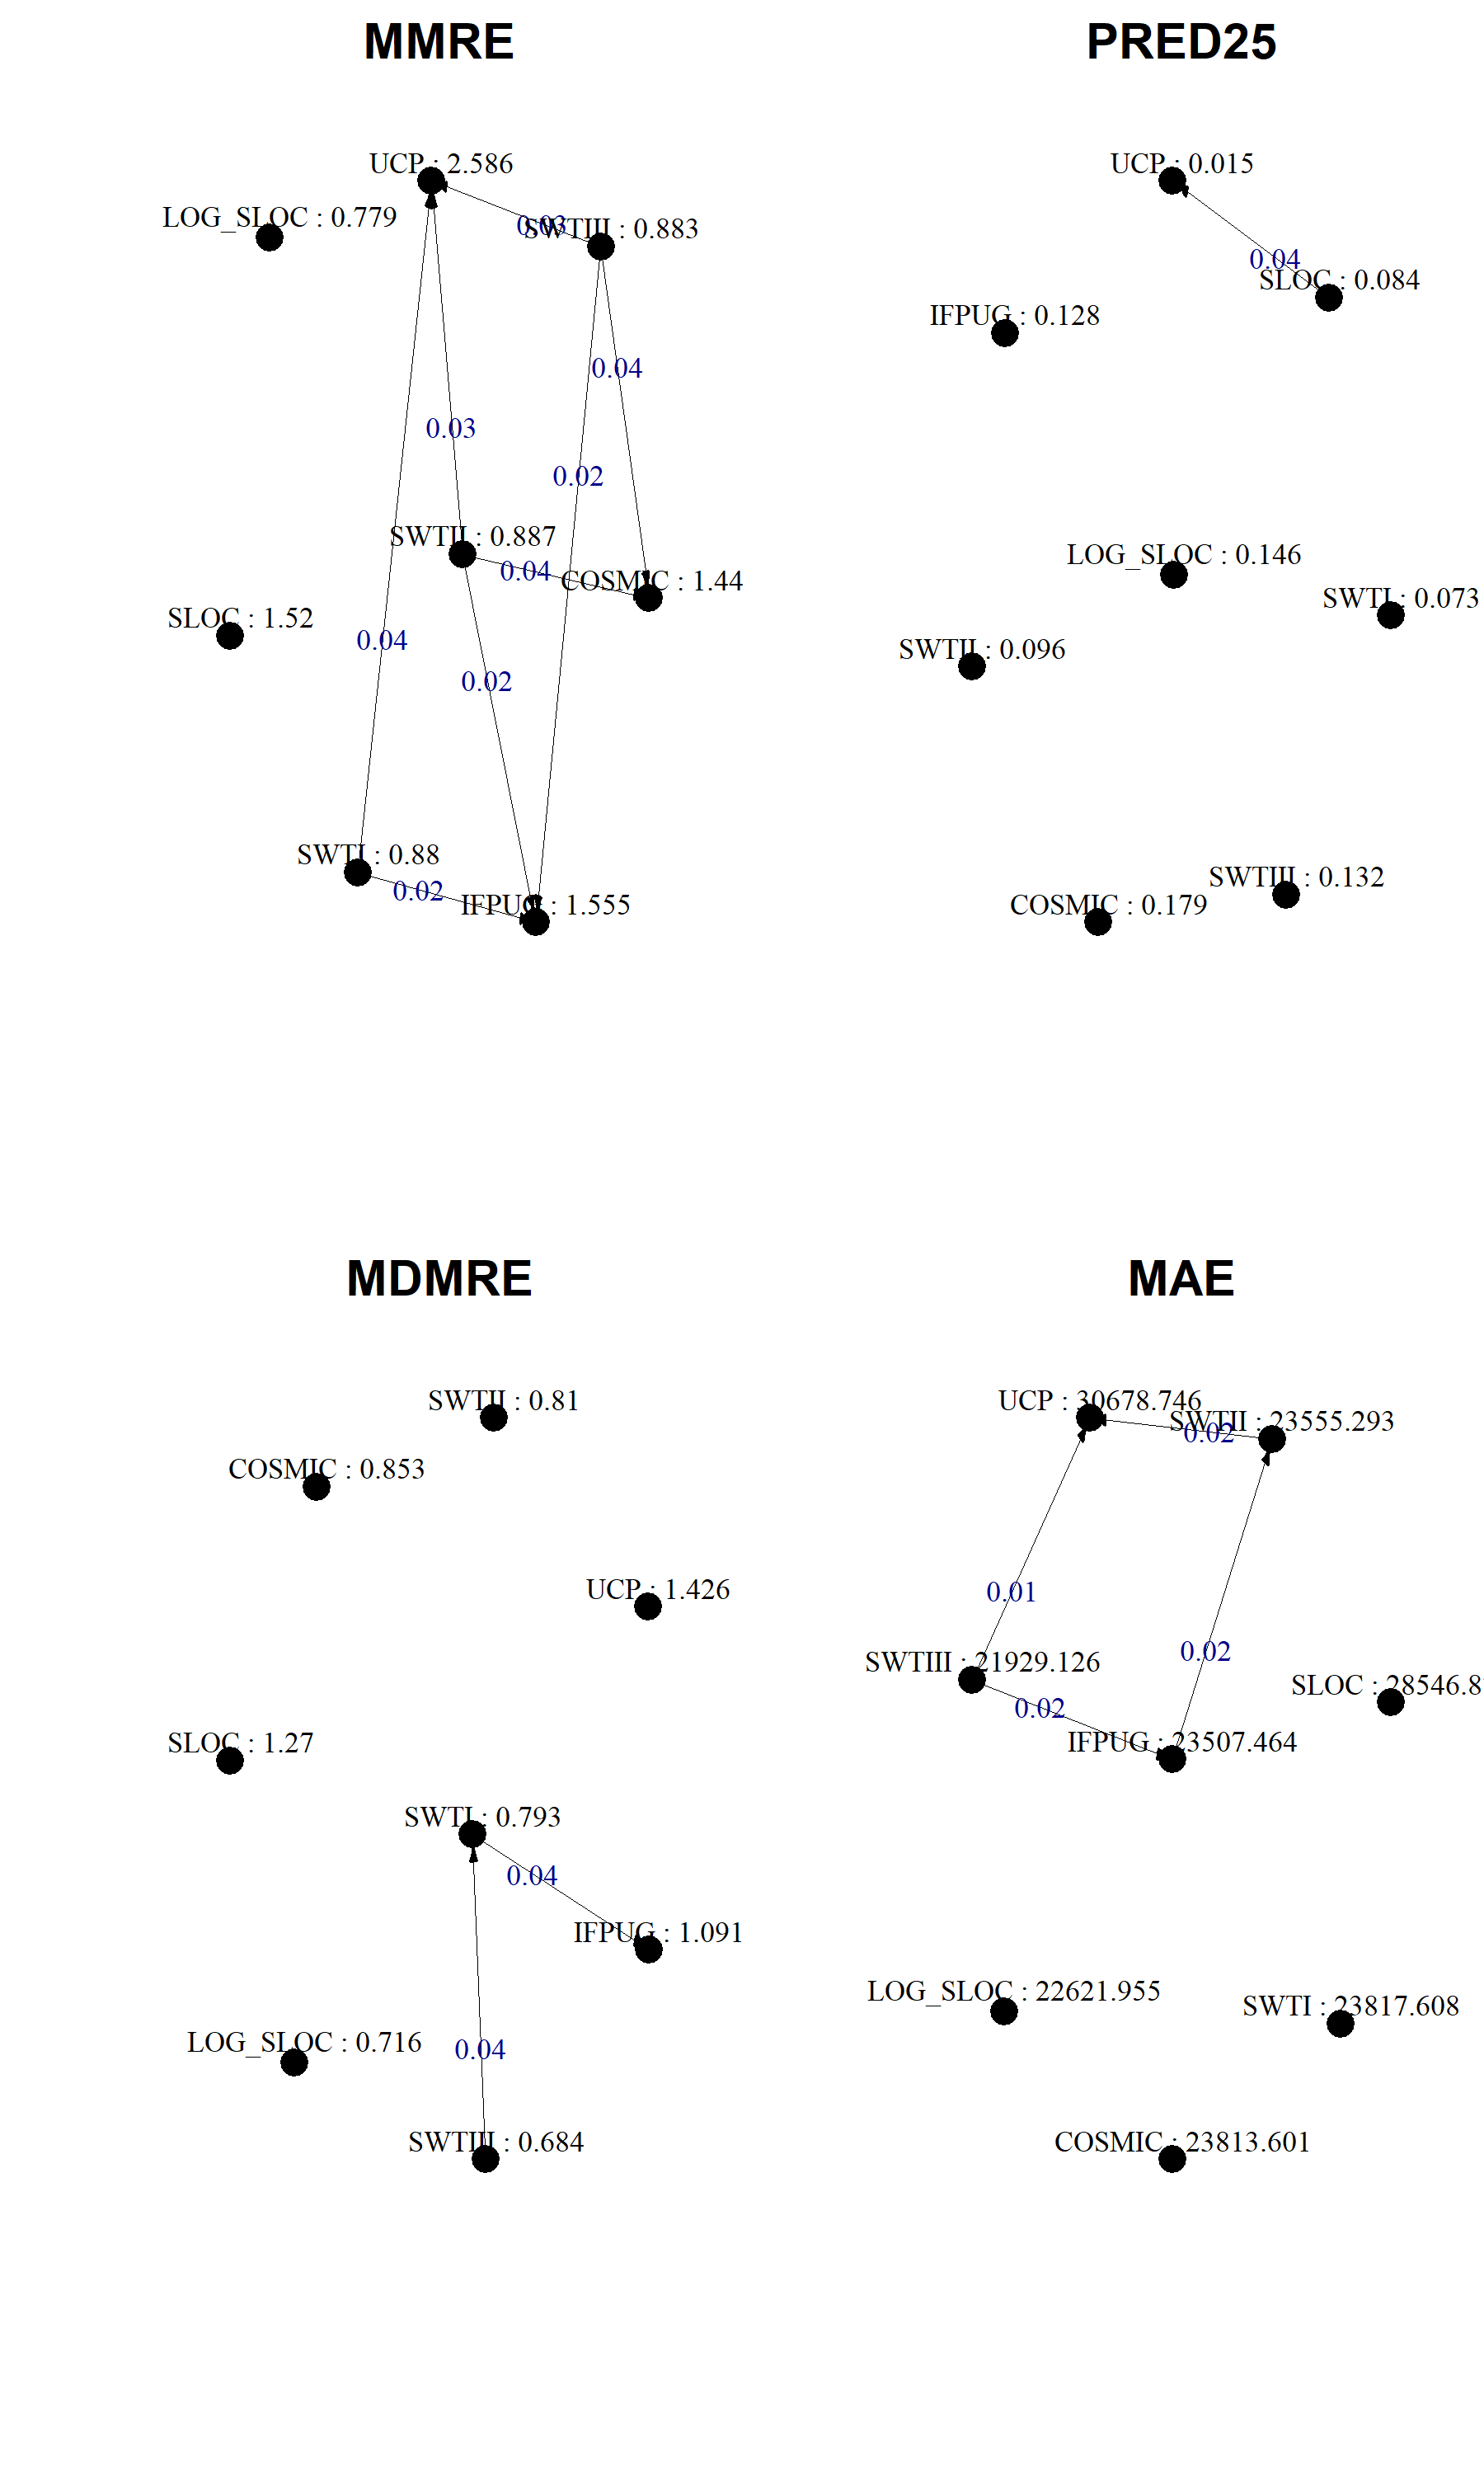 MMRE
UCP : 2.586
LOG_SLOC : 0.779
0.03
SWTIII : 0.883
0.04
0.03
0.02
SWTII : 0.887
0.04
COSMIC : 1.44
SLOC : 1.52
0.04
0.02
SWTI : 0.88
0.02
IFPUG : 1.555
PRED25
UCP : 0.015
0.04
SLOC : 0.084
IFPUG : 0.128
LOG_SLOC : 0.146
SWTI : 0.073
SWTII : 0.096
SWTIII : 0.132
COSMIC : 0.179
MDMRE
SWTII : 0.81
COSMIC : 0.853
UCP : 1.426
SLOC : 1.27
SWTI : 0.793
0.04
IFPUG : 1.091
LOG_SLOC : 0.716
0.04
SWTIII : 0.684
MAE
UCP : 30678.746
SWTII : 23555.293
0.02
0.01
0.02
SWTIII : 21929.126
SLOC : 28546.8
0.02
IFPUG : 23507.464
LOG_SLOC : 22621.955
SWTI : 23817.608
COSMIC : 23813.601